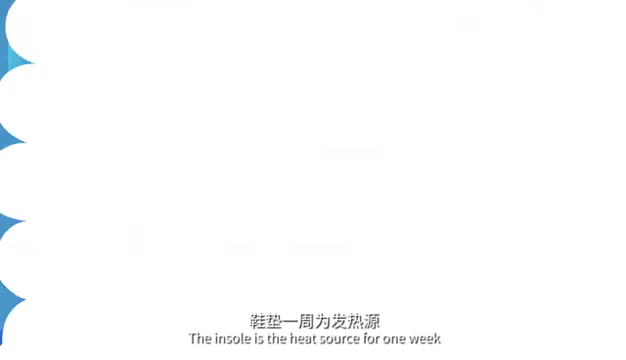 鞋垫一周为发热源
The insole is the heat source for one week